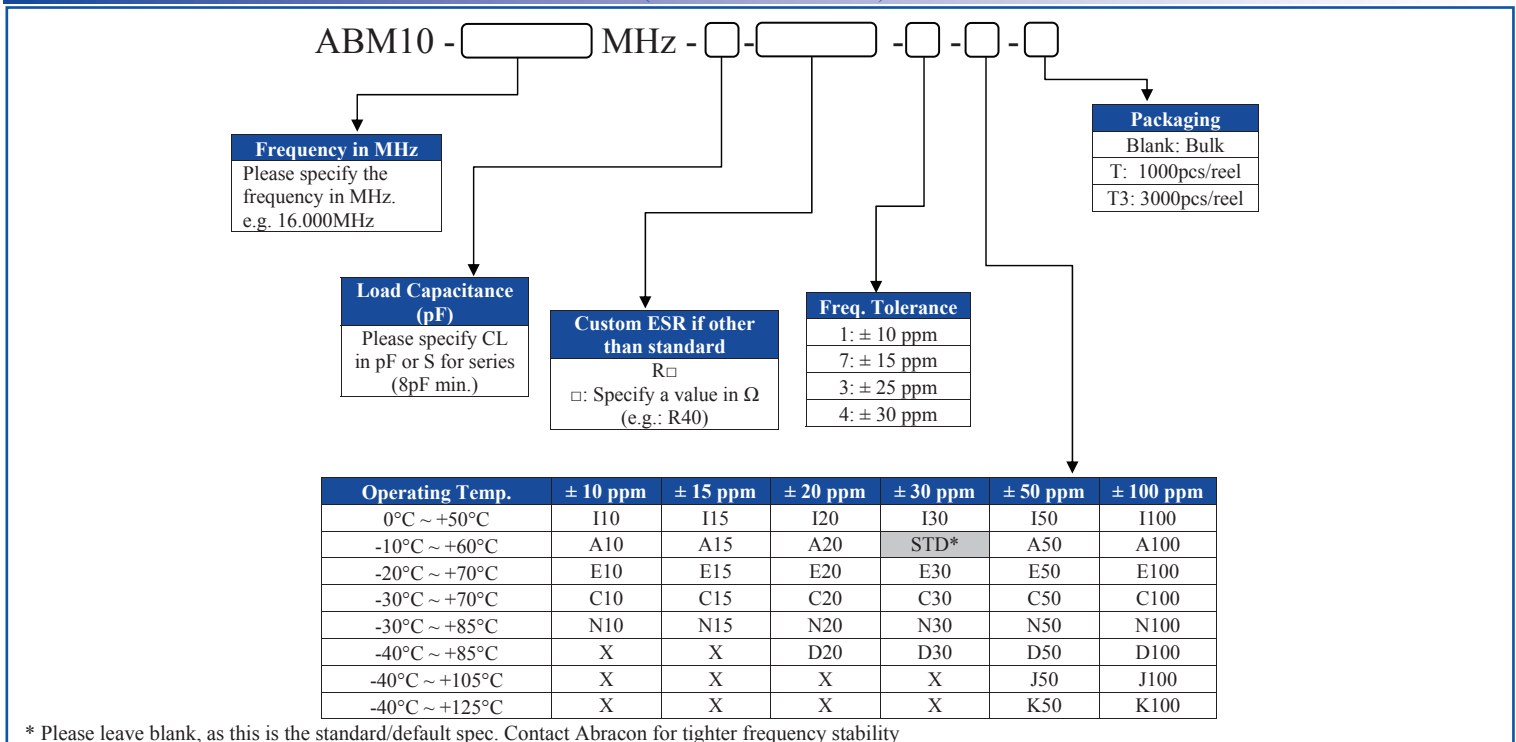 ABM10 - MHz - - - - -
Packaging
Blank: Bulk
T: 1000pcs/reel
T3: 3000pcs/reel
Frequency in MHz
Please specify the
frequency in MHz.
e.g. 16.000MHz
Load Capacitance
(pF)
Please specify CL
in pF or S for series
(8pF min.)
Custom ESR if other
than standard
R□
□: Specify a value in Ω
(e.g.: R40)
Freq. Tolerance
1: ± 10 ppm
7: ± 15 ppm
3: ± 25 ppm
4: ± 30 ppm
Operating Temp. ± 10 ppm ± 15 ppm ± 20 ppm ± 30 ppm ± 50 ppm ± 100 ppm
0°C ~ +50°C I10 I15 I20 I30 I50 I100
-10°C ~ +60°C A10 A15 A20 STD* A50 A100
-20°C ~ +70°C E10 E15 E20 E30 E50 E100
-30°C ~ +70°C C10 C15 C20 C30 C50 C100
-30°C ~ +85°C N10 N15 N20 N30 N50 N100
-40°C ~ +85°C X X D20 D30 D50 D100
-40°C ~ +105°C X X X X J50 J100
-40°C ~ +125°C X X X X K50 K100
* Please leave blank, as this is the standard/default spec. Contact Abracon for tighter frequency stability